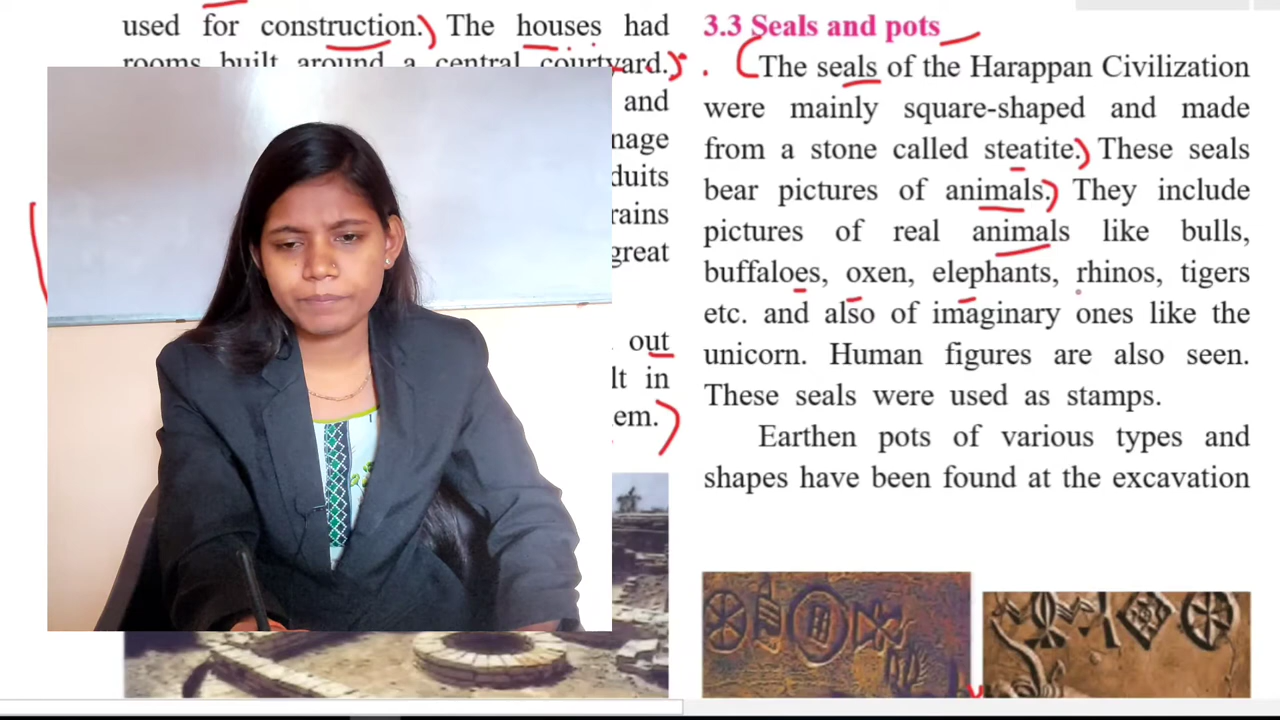 used for construction. The houses had
rooms built around a central courtyard.
and
duits
rains
great
out
lt in
em.
3.3 Seals and pots
The seals of the Harappan Civilization
were mainly square-shaped and made
from a stone called steatite. These seals
bear pictures of animals. They include
pictures of real animals like bulls,
buffaloes, oxen, elephants, rhinos, tigers
etc. and also of imaginary ones like the
unicorn. Human figures are also seen.
These seals were used as stamps.
Earthen pots of various types and
shapes have been found at the excavation